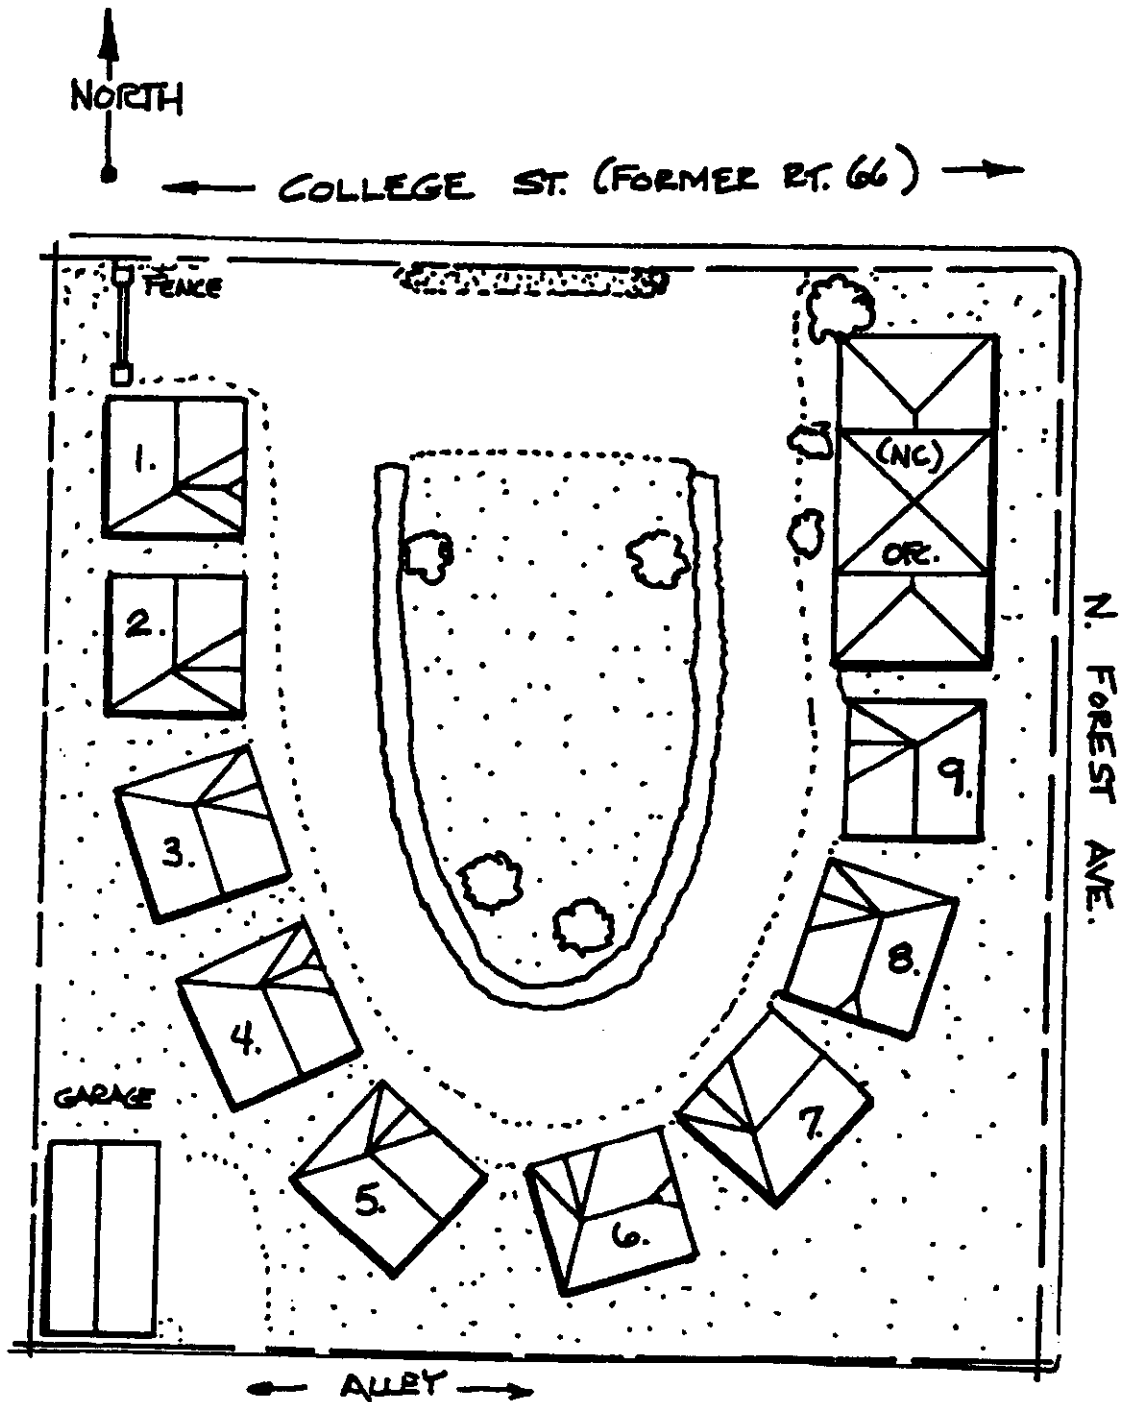 NORTH
COLLEGE ST. (FORMER RT. 66)
FENCE
1.
(NC)
OFC.
2.
N. FOREST AVE.
9.
3.
8.
4.
GARAGE
7.
5.
6.
ALLEY